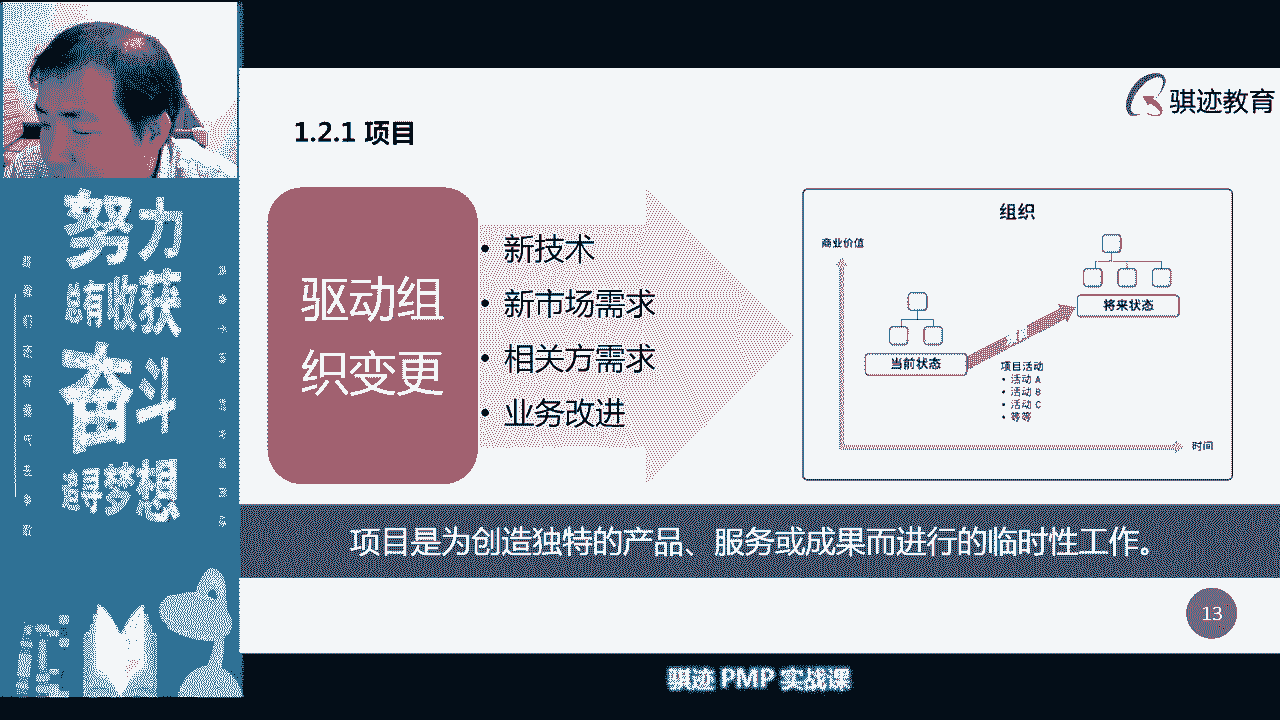 骐迹教育
1.2.1 项目
驱动组
织变更
• 新技术
• 新市场需求
• 相关方需求
• 业务改进
组织
商业价值
当前状态
将来状态
项目活动
• 活动 A
• 活动 B
• 活动 C
• 等等
时间
项目是为创造独特的产品、服务或成果而进行的临时性工作。
13
骐迹 PMP 实战课
努力
总有收获
奋斗
追寻梦想